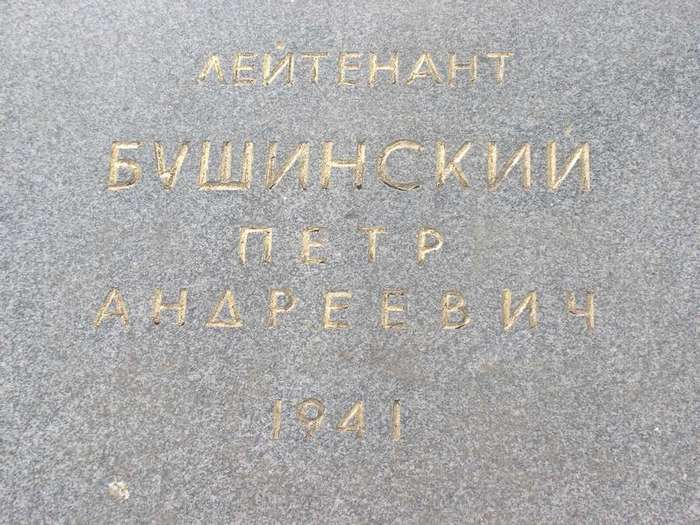 ЛЕЙТЕНАНТ
БУШИНСКИЙ
ПЕТР
АНДРЕЕВИЧ
1941